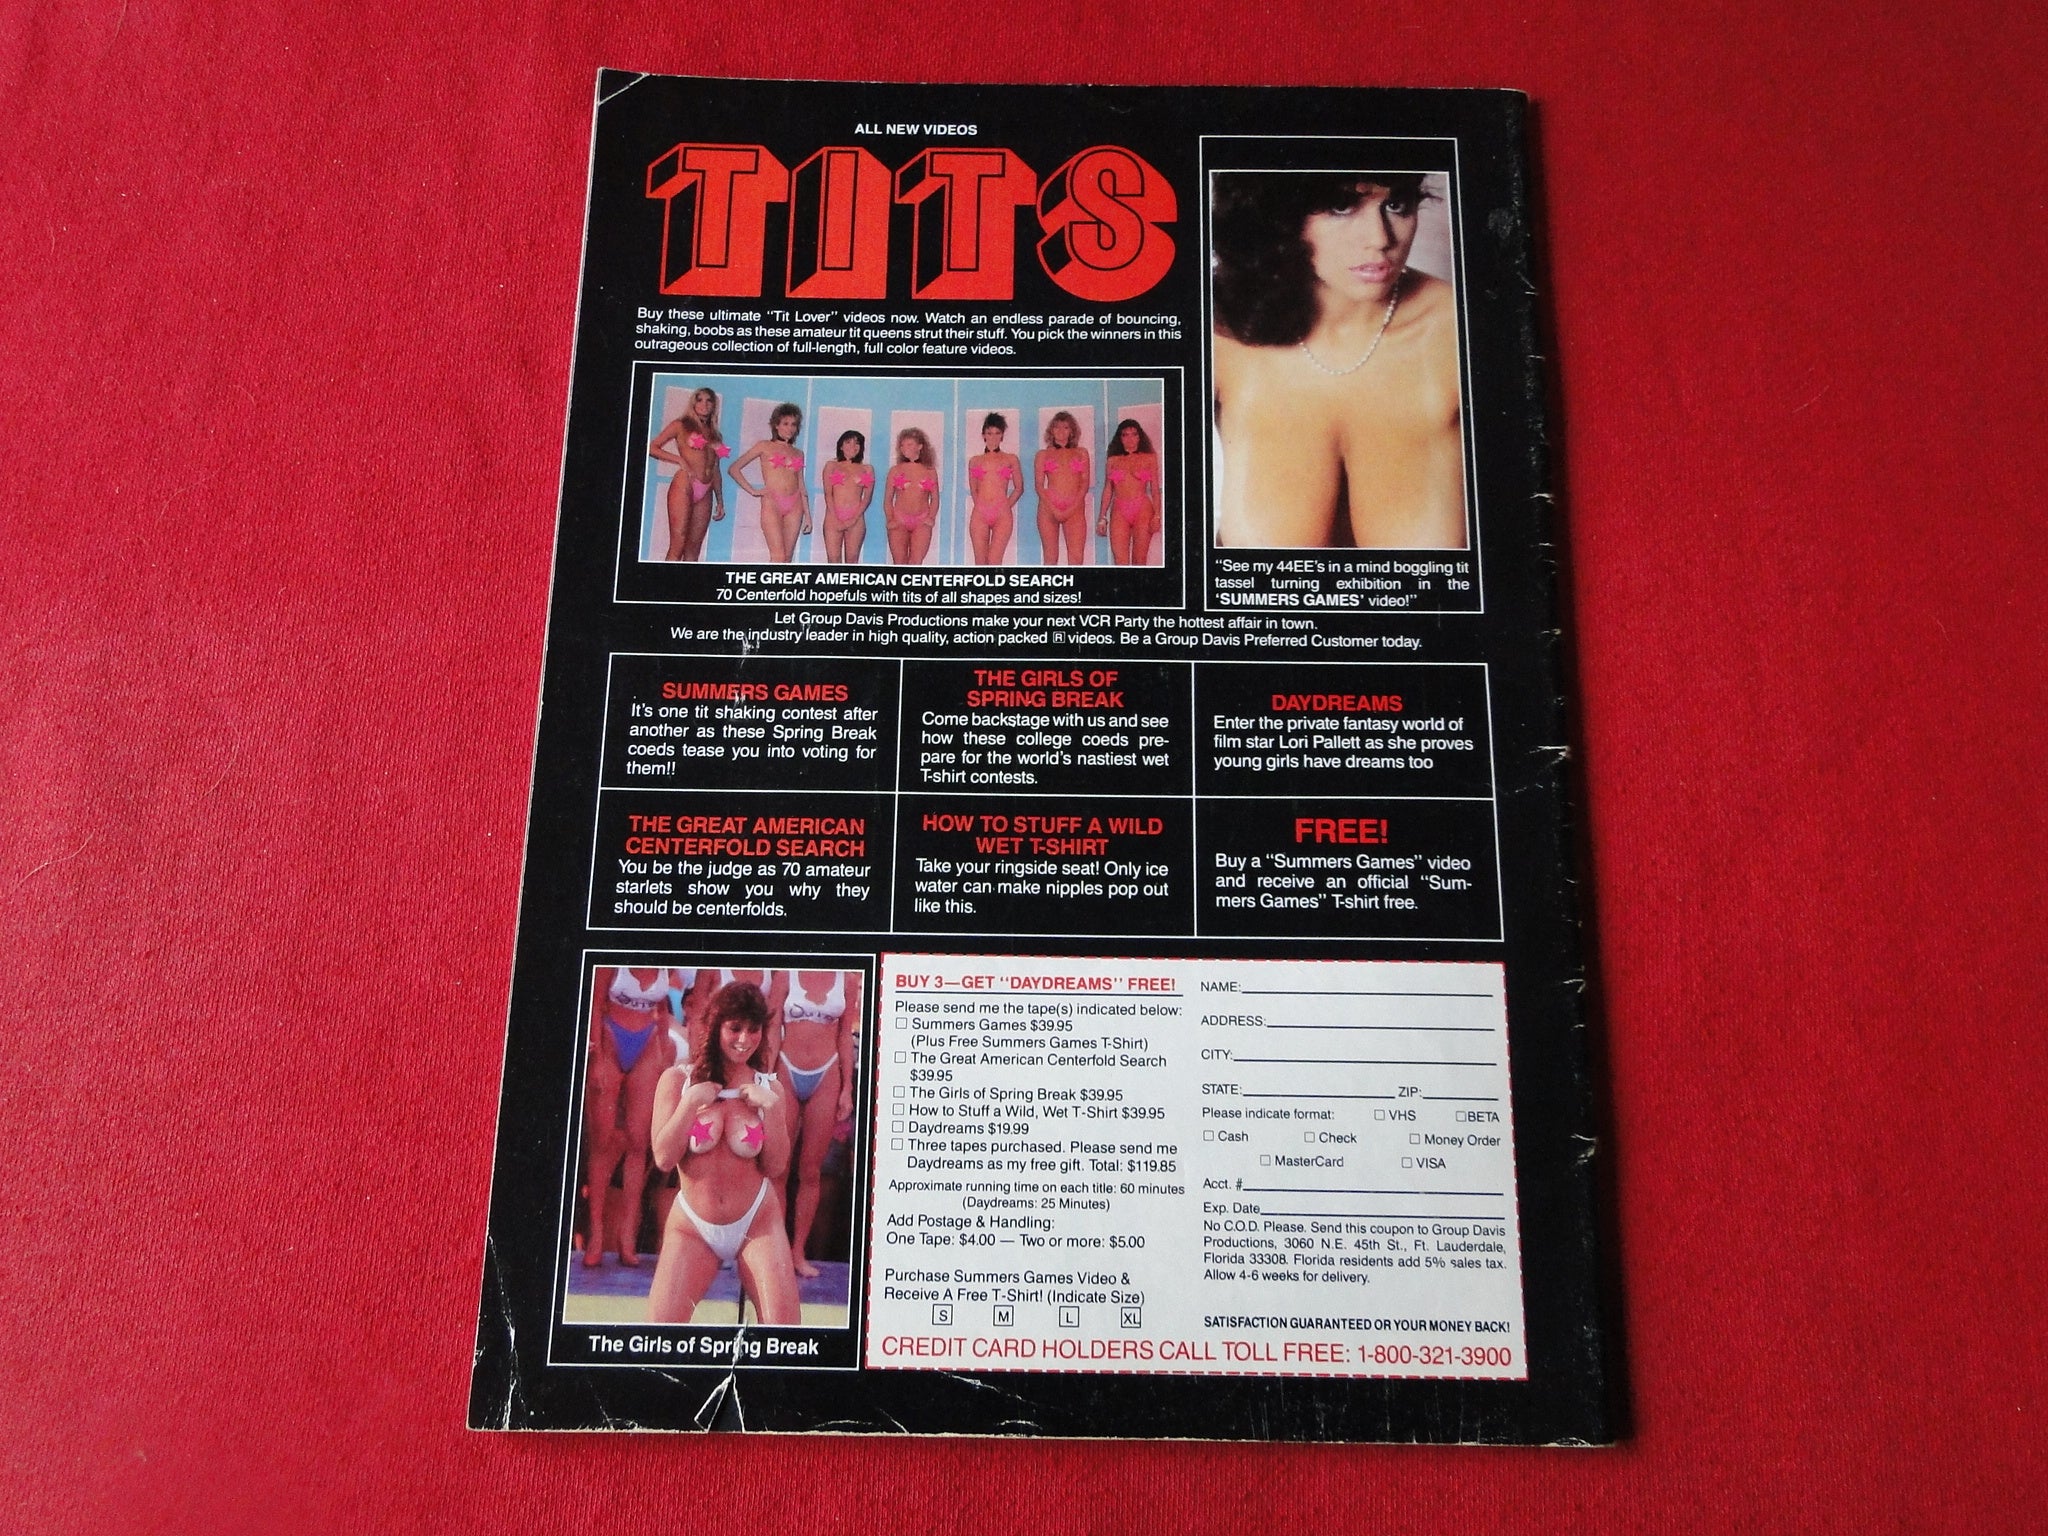 ALL NEW VIDEOS
TITS
Buy these ultimate "Tit Lover" videos now. Watch an endless parade of bouncing,
shaking, boobs as these amateur tit queens strut their stuff. You pick the winners in this
outrageous collection of full-length, full color feature videos.
THE GREAT AMERICAN CENTERFOLD SEARCH
70 Centerfold hopefuls with tits of all shapes and sizes!
"See my 44EE's in a mind boggling tit
tassel turning exhibition in the
'SUMMERS GAMES' video!"
Let Group Davis Productions make your next VCR Party the hottest affair in town.
We are the industry leader in high quality, action packed R videos. Be a Group Davis Preferred Customer today.
SUMMERS GAMES
It's one tit shaking contest after
another as these Spring Break
coeds tease you into voting for
them!!
THE GIRLS OF
SPRING BREAK
Come backstage with us and see
how these college coeds pre-
pare for the world's nastiest wet
T-shirt contests.
DAYDREAMS
Enter the private fantasy world of
film star Lori Pallett as she proves
young girls have dreams too
THE GREAT AMERICAN
CENTERFOLD SEARCH
You be the judge as 70 amateur
starlets show you why they
should be centerfolds.
HOW TO STUFF A WILD
WET T-SHIRT
Take your ringside seat! Only ice
water can make nipples pop out
like this.
FREE!
Buy a "Summers Games" video
and receive an official "Sum-
mers Games" T-shirt free.
The Girls of Spring Break
BUY 3—GET "DAYDREAMS" FREE!
Please send me the tape(s) indicated below:
☐ Summers Games $39.95
(Plus Free Summers Games T-Shirt)
☐ The Great American Centerfold Search
$39.95
☐ The Girls of Spring Break $39.95
☐ How to Stuff a Wild, Wet T-Shirt $39.95
☐ Daydreams $19.99
☐ Three tapes purchased. Please send me
Daydreams as my free gift. Total: $119.85
Approximate running time on each title: 60 minutes
(Daydreams: 25 Minutes)
Add Postage & Handling:
One Tape: $4.00 — Two or more: $5.00
Purchase Summers Games Video &
Receive A Free T-Shirt! (Indicate Size)
S M L XL
NAME:
ADDRESS:
CITY:
STATE: ZIP:
Please indicate format: ☐ VHS ☐ BETA
☐ Cash ☐ Check ☐ Money Order
☐ MasterCard ☐ VISA
Acct. #
Exp. Date
No C.O.D. Please. Send this coupon to Group Davis
Productions, 3060 N.E. 45th St., Ft. Lauderdale,
Florida 33308. Florida residents add 5% sales tax.
Allow 4-6 weeks for delivery.
SATISFACTION GUARANTEED OR YOUR MONEY BACK!
CREDIT CARD HOLDERS CALL TOLL FREE: 1-800-321-3900